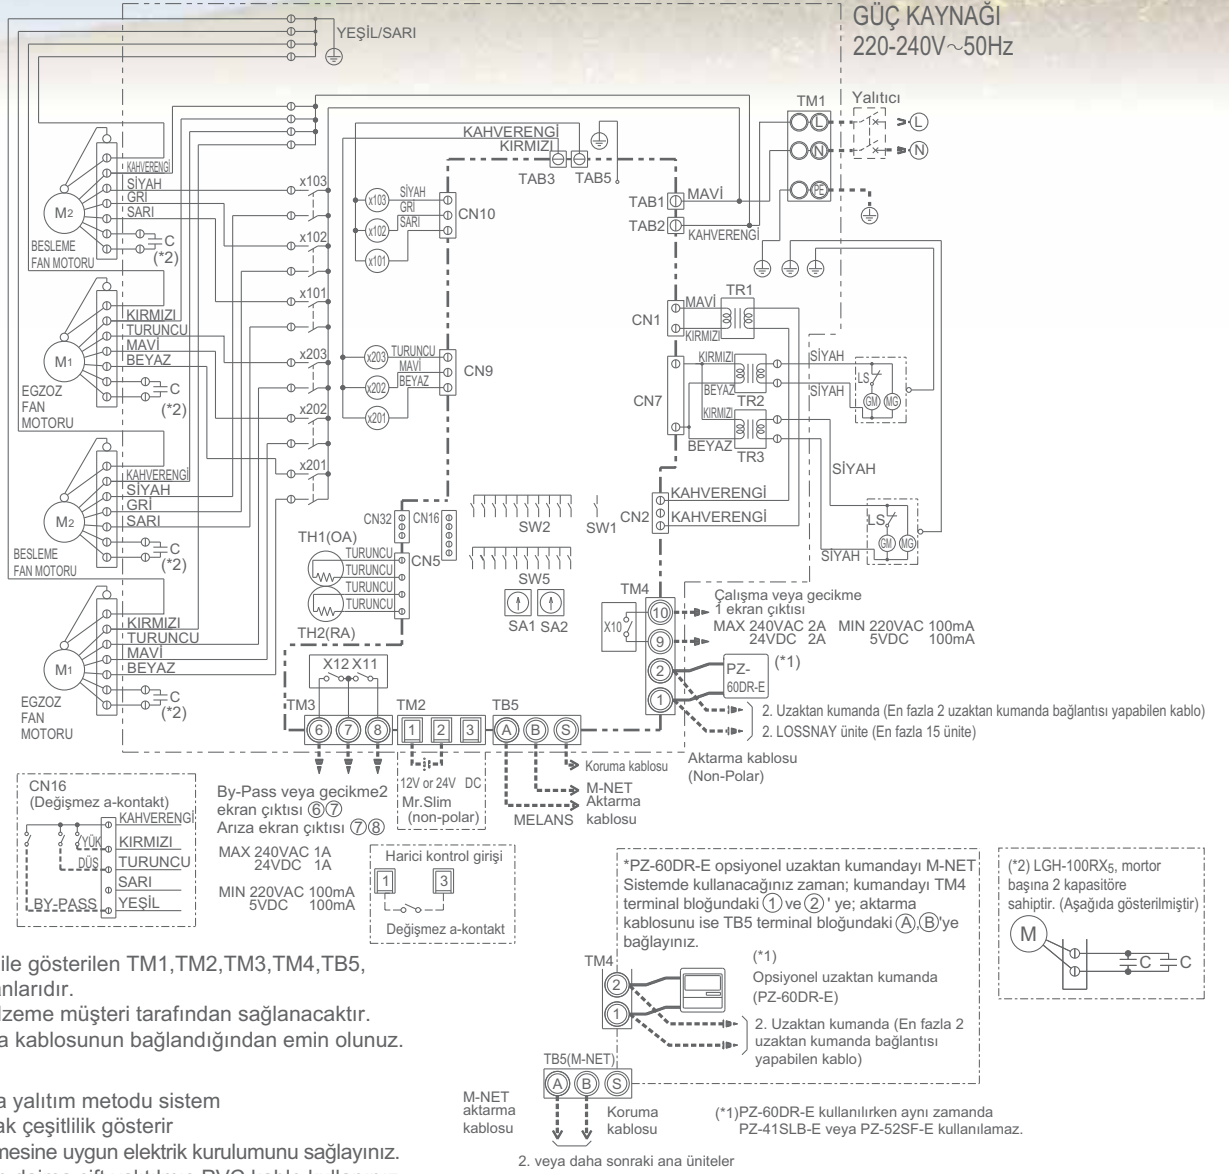 GÜÇ KAYNAĞI
220-240V~50Hz
YEŞİL/SARI
TM1
Yalıtıcı
L
L
N
N
PE
KAHVERENGİ
KIRMIZI
TAB3
TAB5
TAB1
MAVİ
TAB2
KAHVERENGİ
KAHVERENGİ
SİYAH
GRİ
SARI
M2
BESLEME
FAN MOTORU
C
(*2)
x103
x102
x101
x203
x202
x201
x103
SİYAH
GRİ
SARI
x102
x101
CN10
x203
TURUNCU
MAVİ
BEYAZ
x202
x201
CN9
KIRMIZI
TURUNCU
MAVİ
BEYAZ
M1
EGZOZ
FAN
MOTORU
C
(*2)
TR1
MAVİ
CN1
KIRMIZI
KIRMIZI
BEYAZ
TR2
CN7
KIRMIZI
BEYAZ
TR3
SİYAH
SİYAH
LS
GM
MG
SİYAH
LS
GM
MG
SİYAH
KAHVERENGİ
CN2
KAHVERENGİ
KAHVERENGİ
SİYAH
GRİ
SARI
M2
BESLEME
FAN MOTORU
C
(*2)
CN32
CN16
SW2
SW1
TH1(OA)
TURUNCU
TURUNCU
TURUNCU
TURUNCU
CN5
TH2(RA)
SW5
SA1
SA2
KIRMIZI
TURUNCU
MAVİ
BEYAZ
M1
EGZOZ
FAN
MOTORU
C
(*2)
TM4
X10
10
9
2
1
Çalışma veya gecikme
1 ekran çıktısı
MAX 240VAC 2A MIN 220VAC 100mA
24VDC 2A 5VDC 100mA
PZ-
60DR-E
(*1)
2. Uzaktan kumanda (En fazla 2 uzaktan kumanda bağlantısı yapabilen kablo)
2. LOSSNAY ünite (En fazla 15 ünite)
Aktarma kablosu
(Non-Polar)
X12 X11
TM3
6 7 8
TM2
1 2 3
TB5
A B S
Koruma kablosu
M-NET
Aktarma
kablosu
MELANS
12V or 24V DC
Mr.Slim
(non-polar)
By-Pass veya gecikme2
ekran çıktısı ⑥⑦
Arıza ekran çıktısı ⑦⑧
MAX 240VAC 1A
24VDC 1A
MIN 220VAC 100mA
5VDC 100mA
CN16
(Değişmez a-kontakt)
KAHVERENGİ
YÜK
KIRMIZI
DÜŞ
TURUNCU
SARI
BY-PASS
YEŞİL
Harici kontrol girişi
1
3
Değişmez a-kontakt
*PZ-60DR-E opsiyonel uzaktan kumandayı M-NET
Sistemde kullanacağınız zaman; kumandayı TM4
terminal bloğundaki ① ve ② ' ye; aktarma
kablosunu ise TB5 terminal bloğundaki Ⓐ,Ⓑ'ye
bağlayınız.
TM4
2
1
(*1)
Opsiyonel uzaktan kumanda
(PZ-60DR-E)
2. Uzaktan kumanda (En fazla 2
uzaktan kumanda bağlantısı
yapabilen kablo)
TB5(M-NET)
A B S
M-NET
aktarma
kablosu
Koruma
kablosu
2. veya daha sonraki ana üniteler
(*1)PZ-60DR-E kullanılırken aynı zamanda
PZ-41SLB-E veya PZ-52SF-E kullanılamaz.
(*2) LGH-100RX5, mortor
başına 2 kapasitöre
sahiptir. (Aşağıda gösterilmiştir)
M
C
C
ile gösterilen TM1,TM2,TM3,TM4,TB5,
anlarıdır.
lzeme müşteri tarafından sağlanacaktır.
a kablosunun bağlandığından emin olunuz.
a yalıtım metodu sistem
ak çeşitlilik gösterir
mesine uygun elektrik kurulumunu sağlayınız.